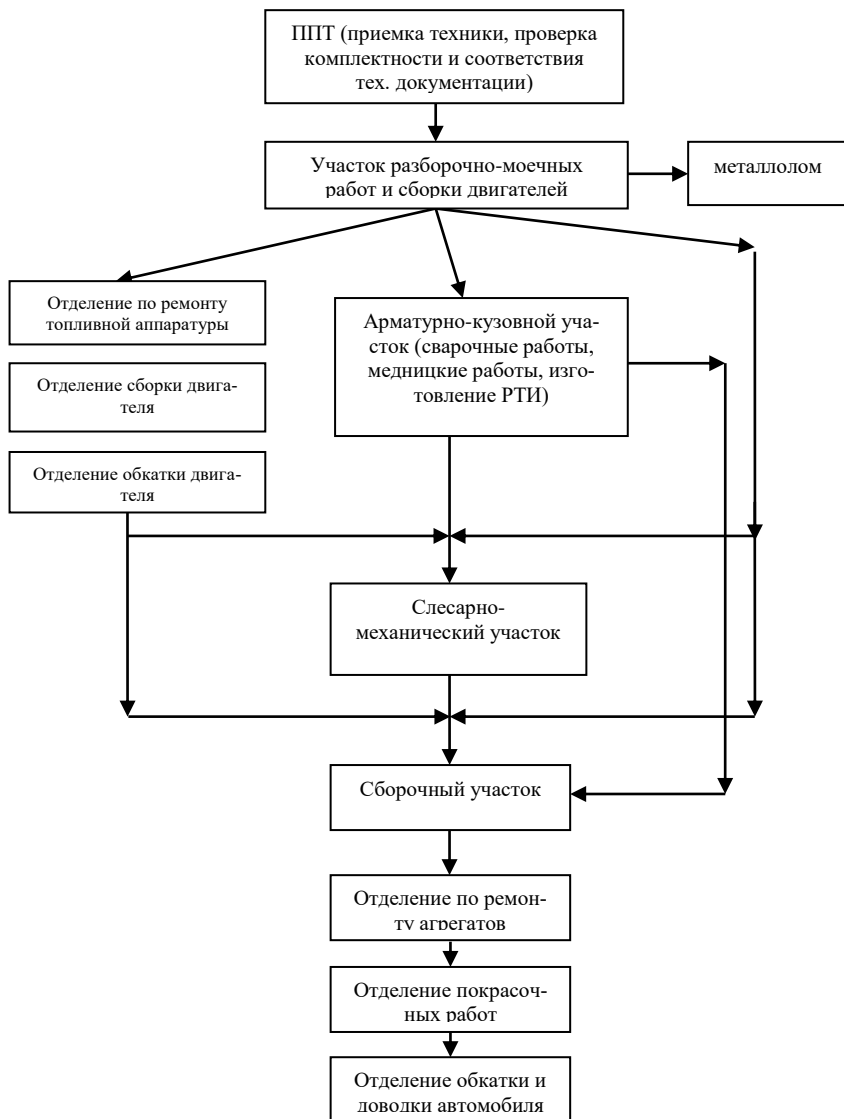 ППТ (приемка техники, проверка
комплектности и соответствия
тех. документации)
Участок разборочно-моечных
работ и сборки двигателей
металлолом
Отделение по ремонту
топливной аппаратуры
Арматурно-кузовной уча-
сток (сварочные работы,
медницкие работы, изго-
товление РТИ)
Отделение сборки двига-
теля
Отделение обкатки двига-
теля
Слесарно-
механический участок
Сборочный участок
Отделение по ремон-
ту агрегатов
Отделение покрасоч-
ных работ
Отделение обкатки и
доводки автомобиля